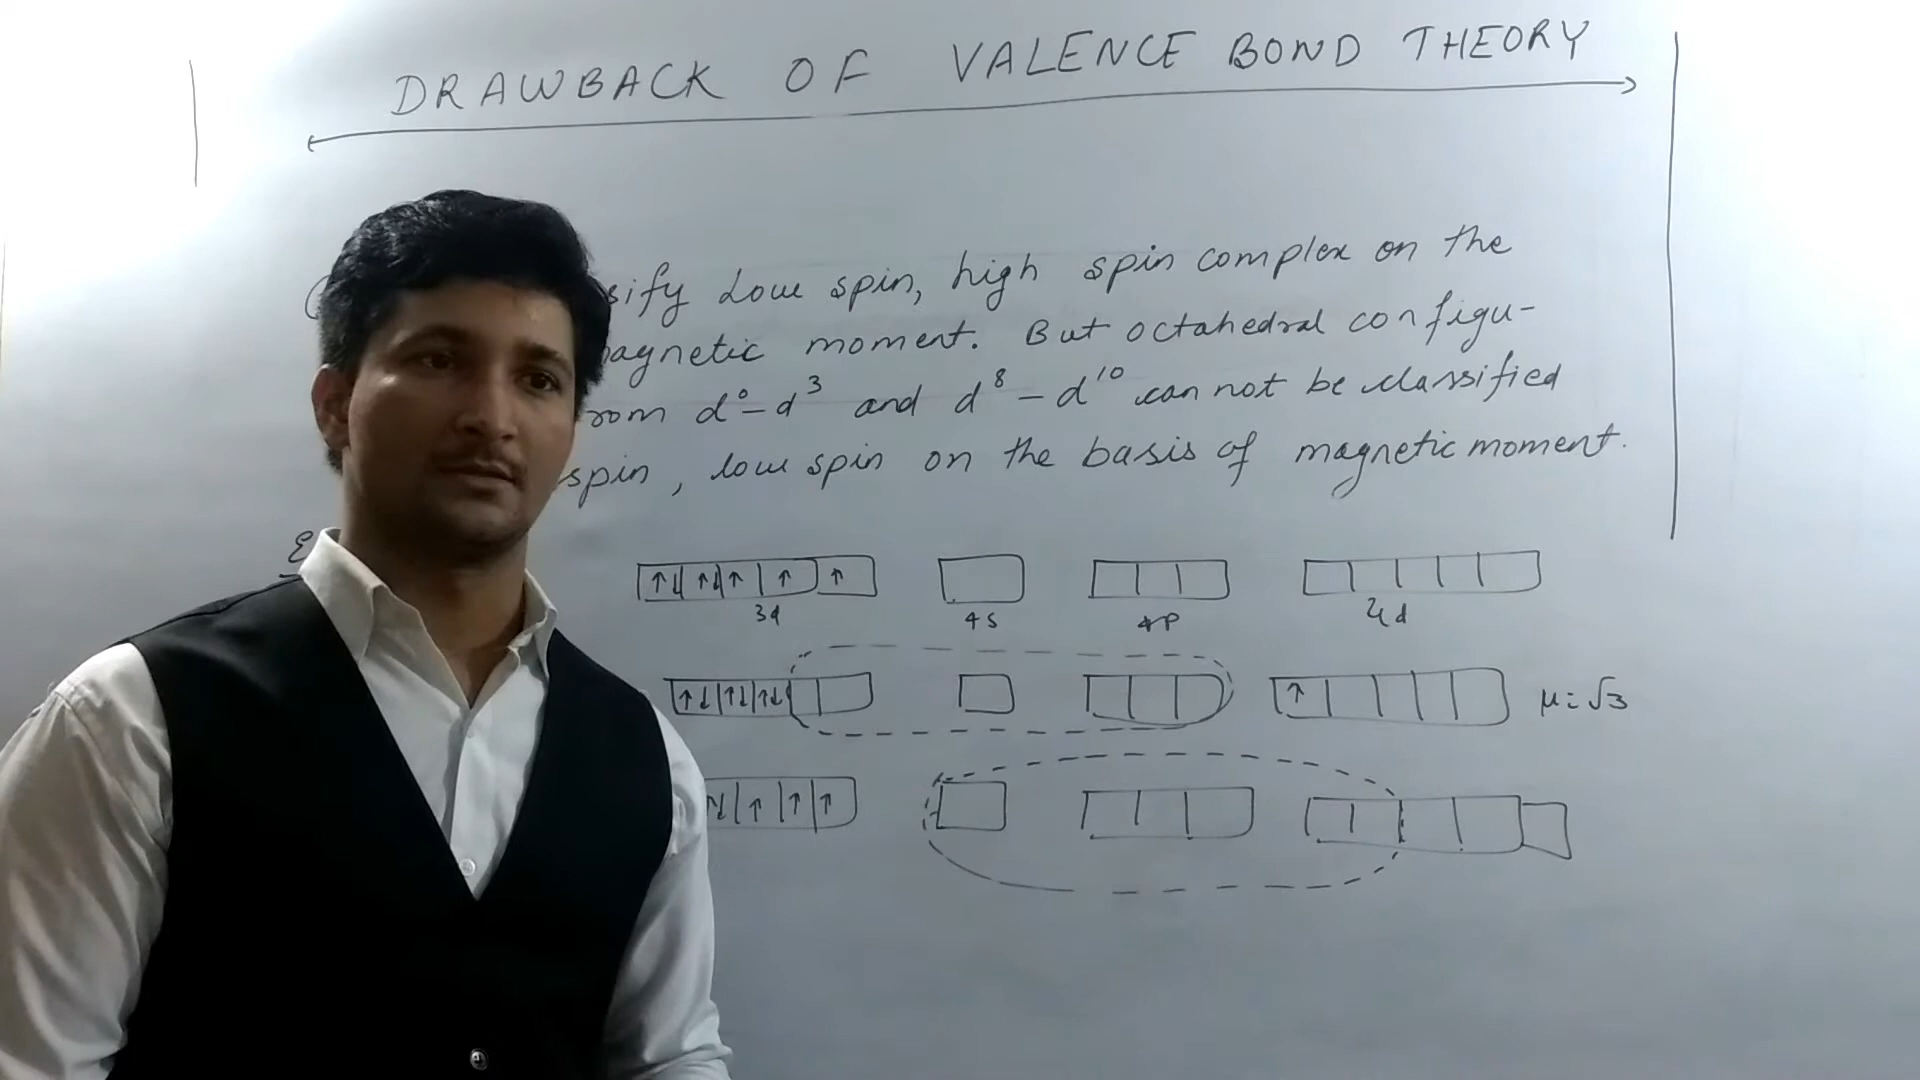 DRAWBACK OF VALENCE BOND THEORY
sify Low spin, high spin complex on the
agnetic moment. But octahedral configu-
rom d⁰-d³ and d⁸-d¹⁰ can not be classified
spin, low spin on the basis of magnetic moment.
3d 4s 4p 4d
μ=√3